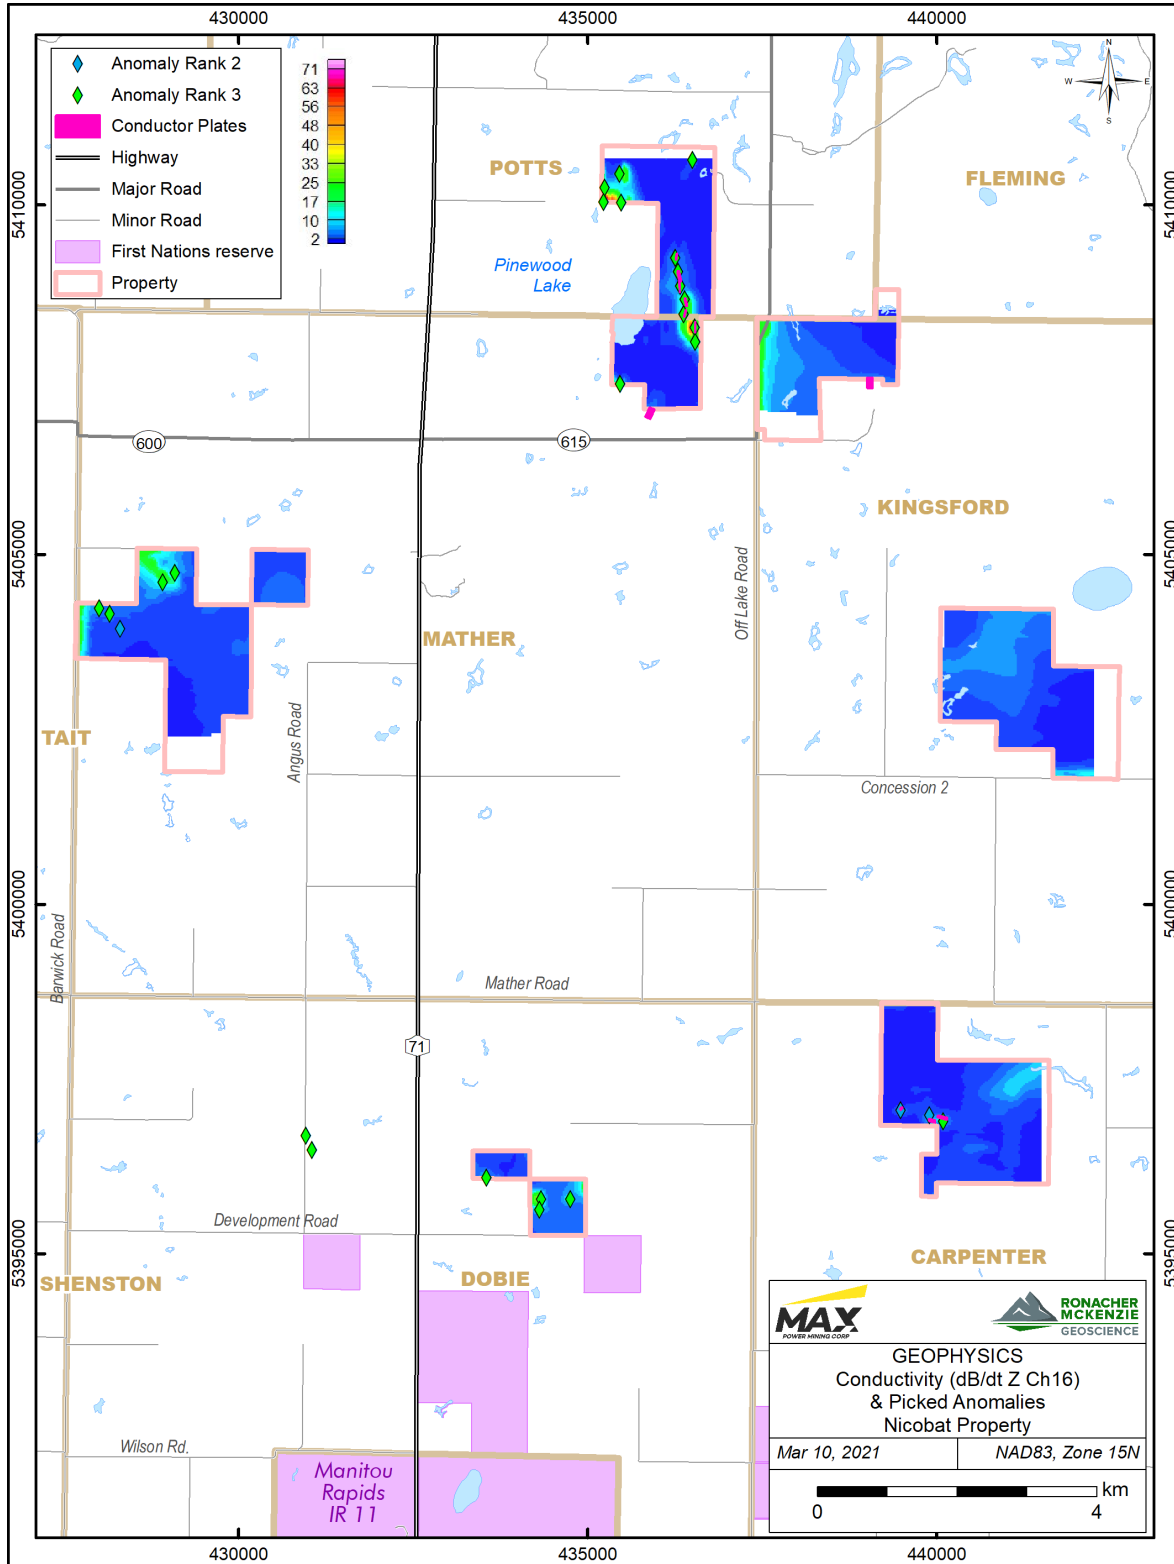 430000
435000
440000
Anomaly Rank 2
Anomaly Rank 3
Conductor Plates
Highway
Major Road
Minor Road
First Nations reserve
Property
71
63
56
48
40
33
25
17
10
2
N
W
E
S
POTTS
FLEMING
5410000
5410000
Pinewood
Lake
600
615
KINGSFORD
5405000
5405000
Off Lake Road
MATHER
TAIT
Angus Road
Concession 2
5400000
5400000
Barwick Road
Mather Road
71
Development Road
5395000
5395000
SHENSTON
DOBIE
CARPENTER
MAX
POWER MINING CORP
RONACHER
MCKENZIE
GEOSCIENCE
GEOPHYSICS
Conductivity (dB/dt Z Ch16)
& Picked Anomalies
Nicobat Property
Mar 10, 2021
NAD83, Zone 15N
km
0
4
Wilson Rd.
Manitou
Rapids
IR 11
430000
435000
440000